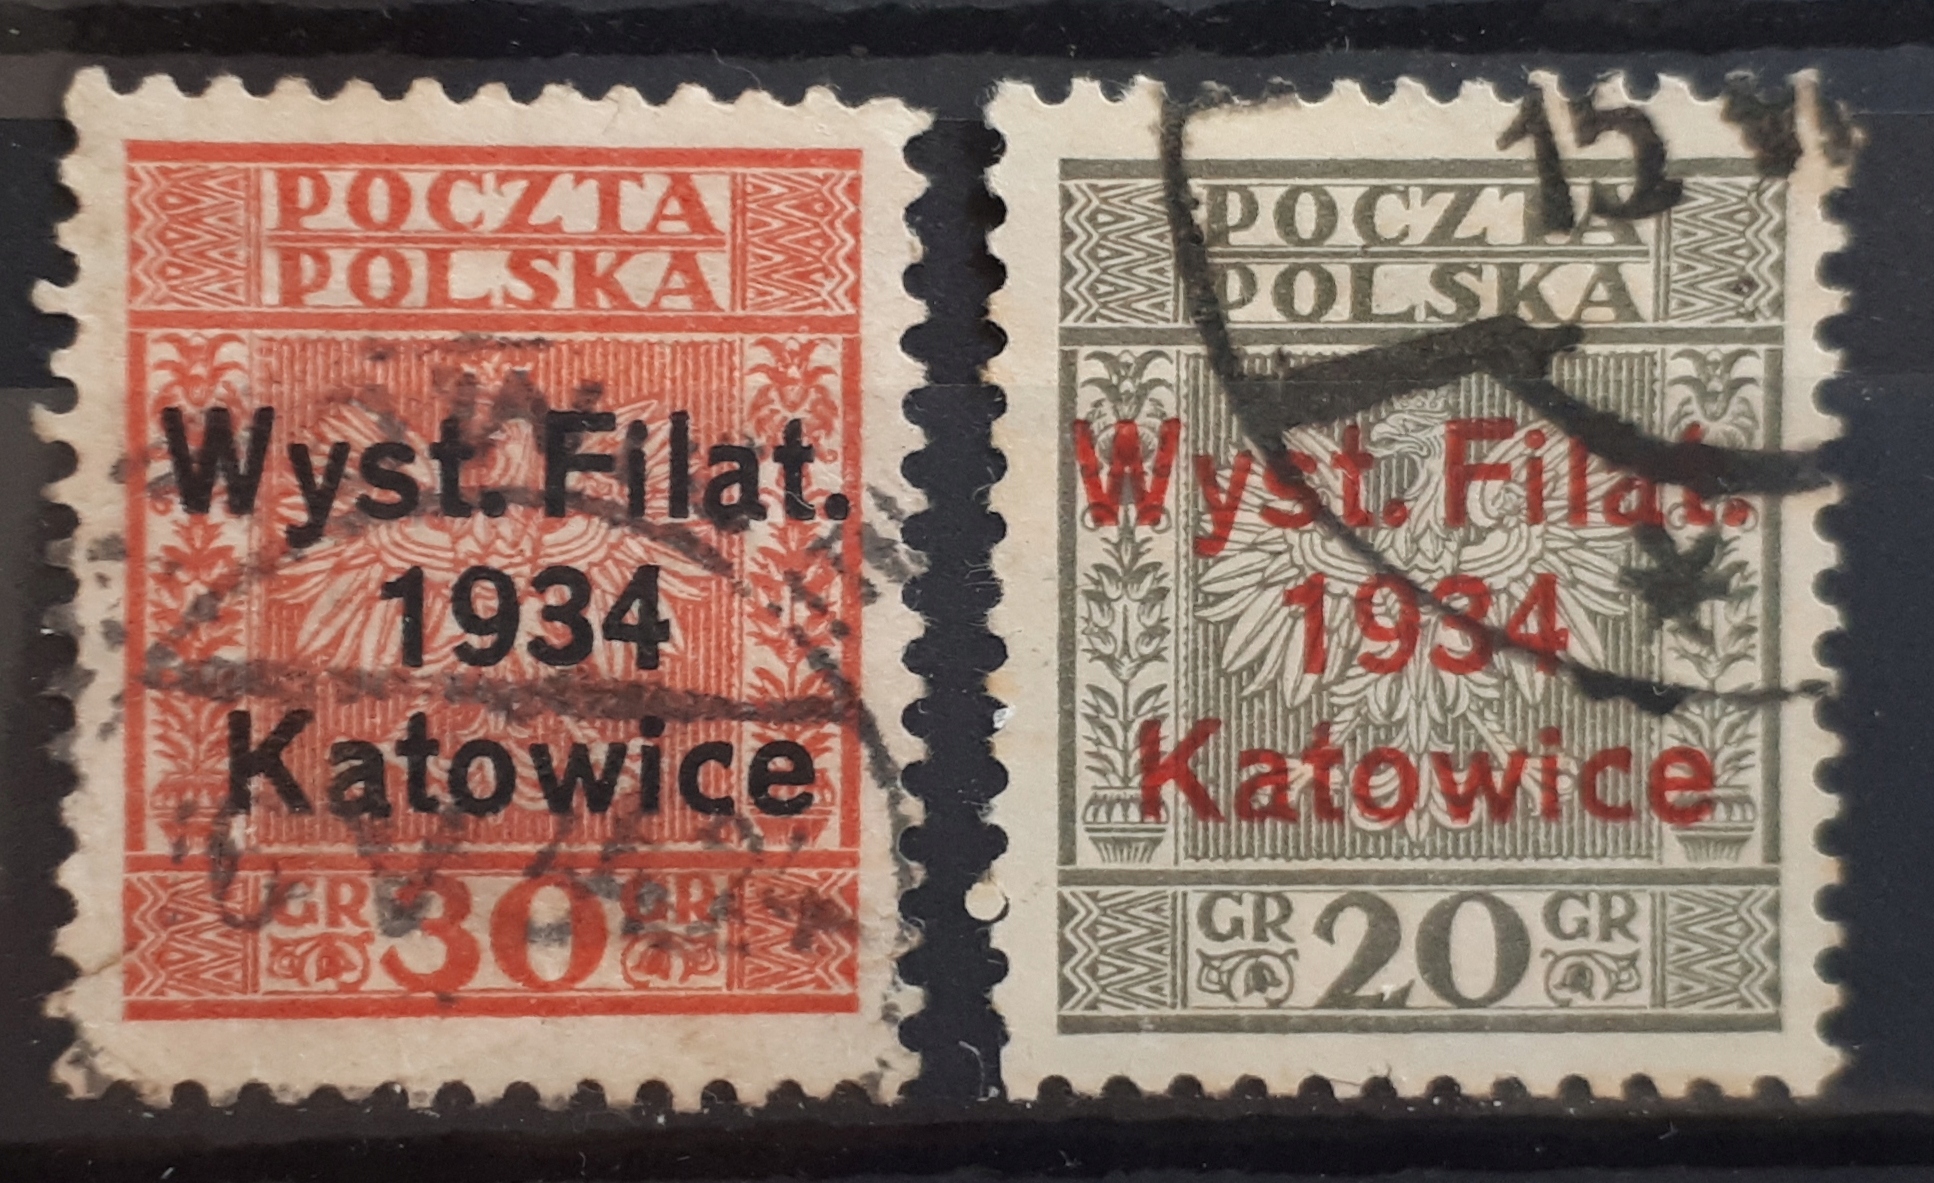 POCZTA
POLSKA
Wyst. Filat.
1934
Katowice
GR 30 GR
15
POCZTA
POLSKA
Wyst. Filat.
1934
Katowice
GR 20 GR